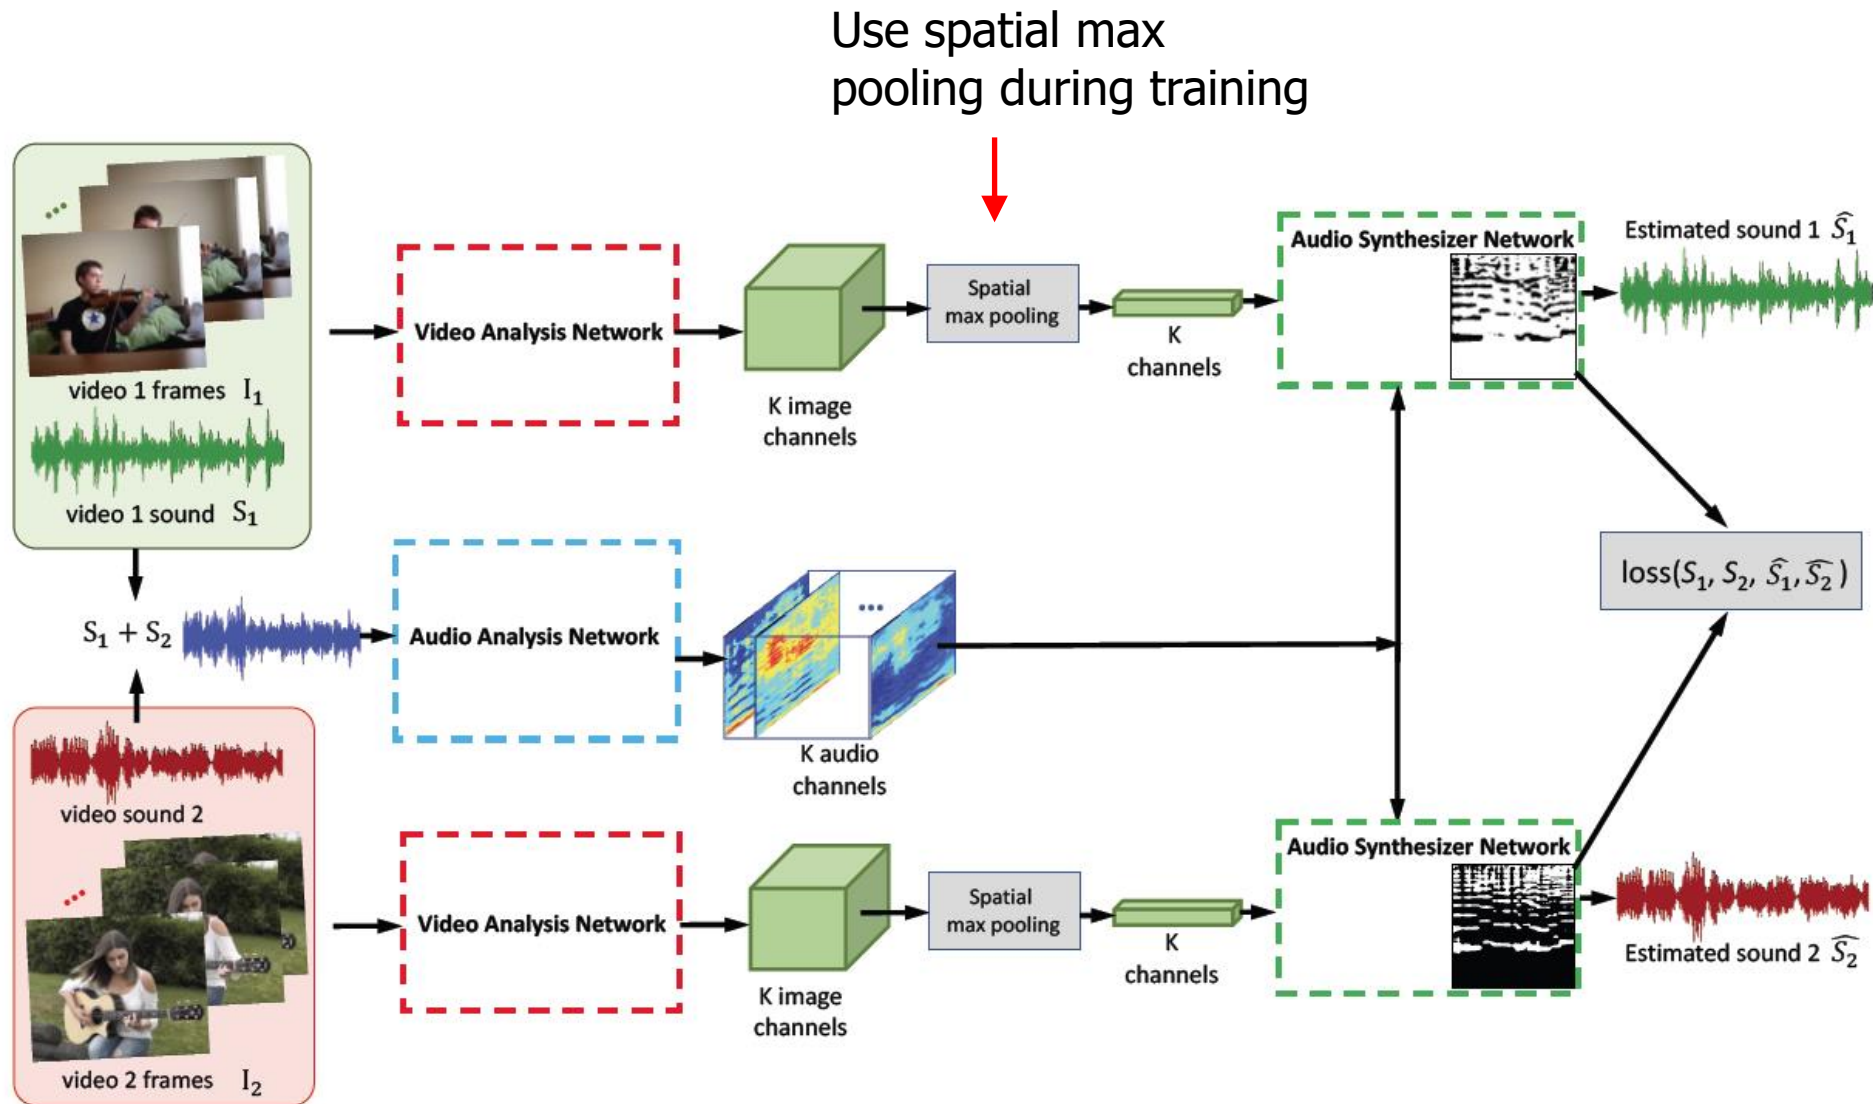 Use spatial max
pooling during training
video 1 frames I₁
video 1 sound S₁
Video Analysis Network
K image
channels
Spatial
max pooling
K
channels
Audio Synthesizer Network
Estimated sound 1 Ŝ₁
S₁ + S₂
Audio Analysis Network
...
K audio
channels
loss(S₁, S₂, Ŝ₁, Ŝ₂ )
video sound 2
video 2 frames I₂
Video Analysis Network
K image
channels
Spatial
max pooling
K
channels
Audio Synthesizer Network
Estimated sound 2 Ŝ₂